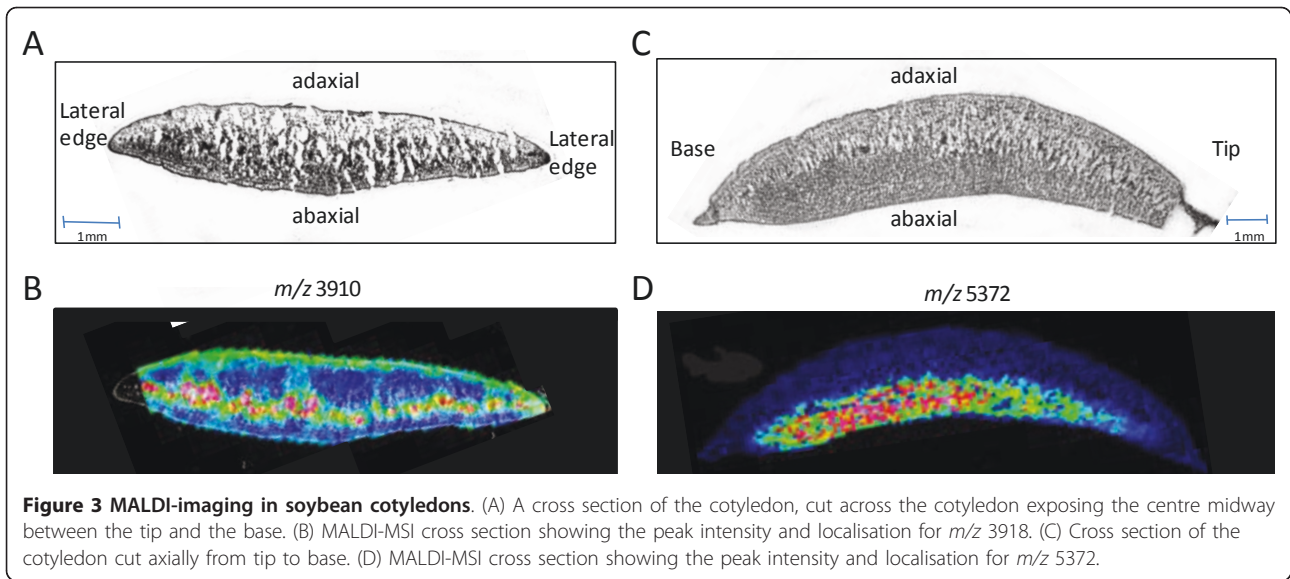 A
adaxial
Lateral
edge
Lateral
edge
abaxial
1mm
C
adaxial
Base
Tip
abaxial
1mm
B
m/z 3910
D
m/z 5372
Figure 3 MALDI-imaging in soybean cotyledons. (A) A cross section of the cotyledon, cut across the cotyledon exposing the centre midway
between the tip and the base. (B) MALDI-MSI cross section showing the peak intensity and localisation for m/z 3918. (C) Cross section of the
cotyledon cut axially from tip to base. (D) MALDI-MSI cross section showing the peak intensity and localisation for m/z 5372.